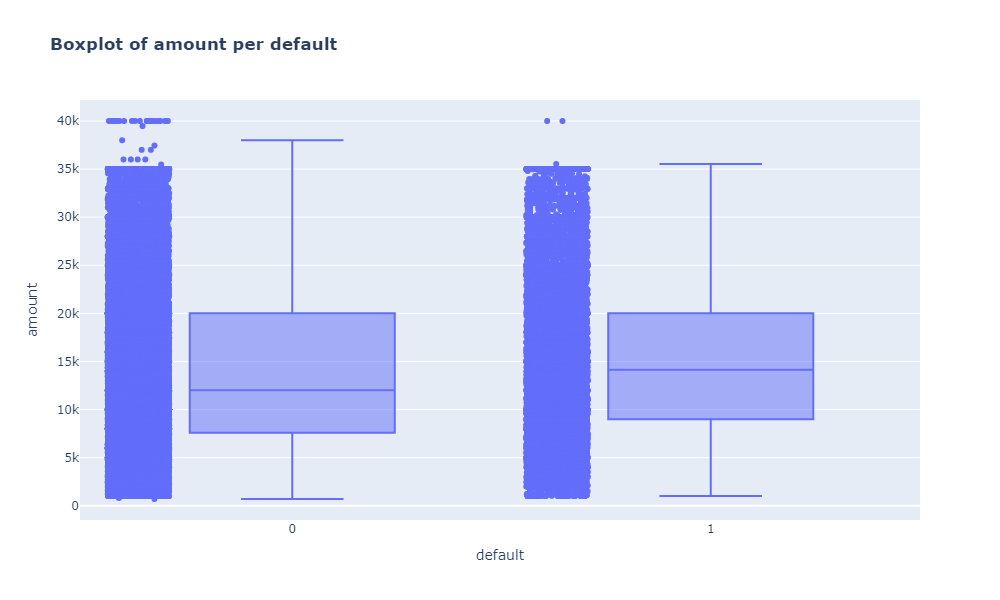 Boxplot of amount per default
40k
35k
30k
25k
20k
15k
10k
5k
0
amount
0
1
default